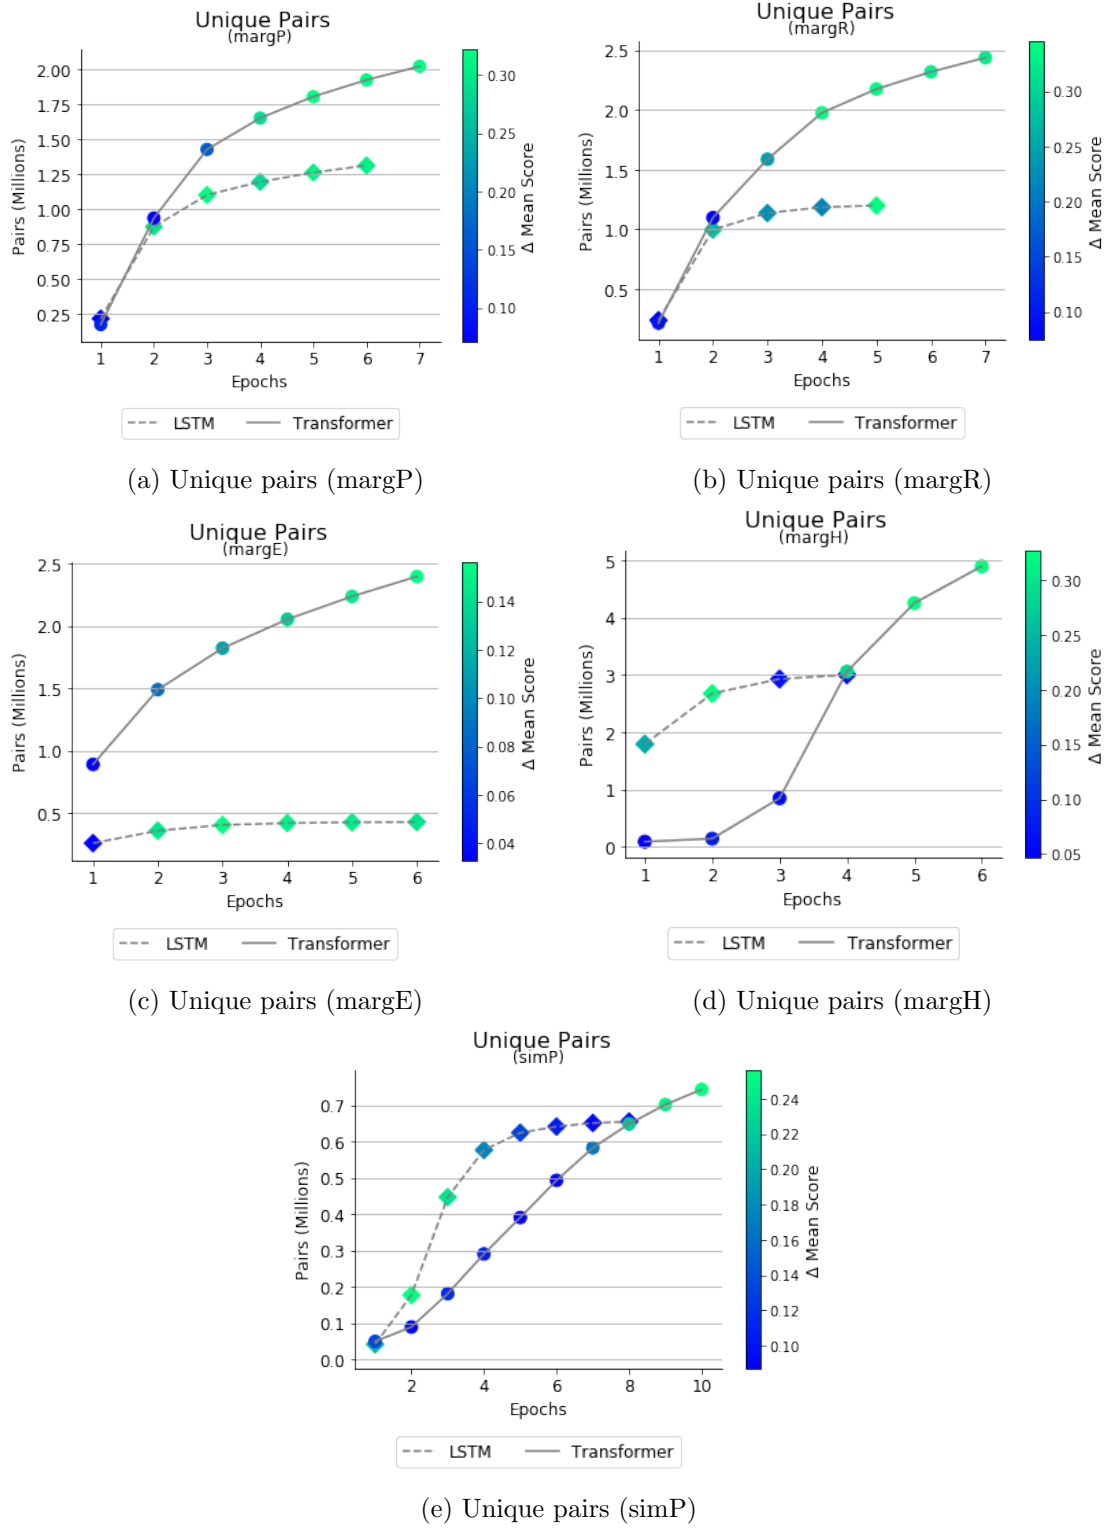 Unique Pairs
(margP)
Pairs (Millions)
2.00
1.75
1.50
1.25
1.00
0.75
0.50
0.25
1 2 3 4 5 6 7
Epochs
0.30
0.25
0.20
0.15
0.10
Δ Mean Score
LSTM Transformer
(a) Unique pairs (margP)
Unique Pairs
(margR)
Pairs (Millions)
2.5
2.0
1.5
1.0
0.5
1 2 3 4 5 6 7
Epochs
0.30
0.25
0.20
0.15
0.10
Δ Mean Score
LSTM Transformer
(b) Unique pairs (margR)
Unique Pairs
(margE)
Pairs (Millions)
2.5
2.0
1.5
1.0
0.5
1 2 3 4 5 6
Epochs
0.14
0.12
0.10
0.08
0.06
0.04
Δ Mean Score
LSTM Transformer
(c) Unique pairs (margE)
Unique Pairs
(margH)
Pairs (Millions)
5
4
3
2
1
0
1 2 3 4 5 6
Epochs
0.30
0.25
0.20
0.15
0.10
0.05
Δ Mean Score
LSTM Transformer
(d) Unique pairs (margH)
Unique Pairs
(simP)
Pairs (Millions)
0.7
0.6
0.5
0.4
0.3
0.2
0.1
0.0
2 4 6 8 10
Epochs
0.24
0.22
0.20
0.18
0.16
0.14
0.12
0.10
Δ Mean Score
LSTM Transformer
(e) Unique pairs (simP)